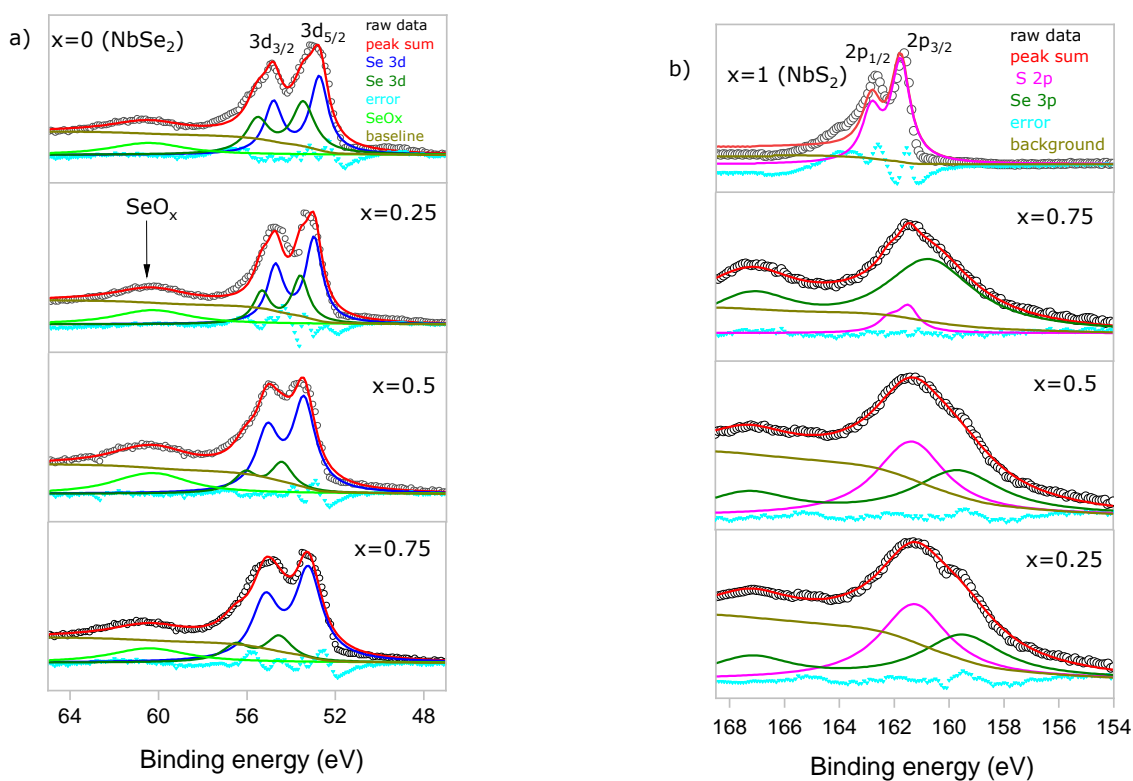 a)
x=0 (NbSe₂)
3d₃/₂
3d₅/₂
raw data
peak sum
Se 3d
Se 3d
error
SeOx
baseline
SeOₓ
x=0.25
x=0.5
x=0.75
64 60 56 52 48
Binding energy (eV)
b)
x=1 (NbS₂)
2p₁/₂
2p₃/₂
raw data
peak sum
S 2p
Se 3p
error
background
x=0.75
x=0.5
x=0.25
168 166 164 162 160 158 156 154
Binding energy (eV)